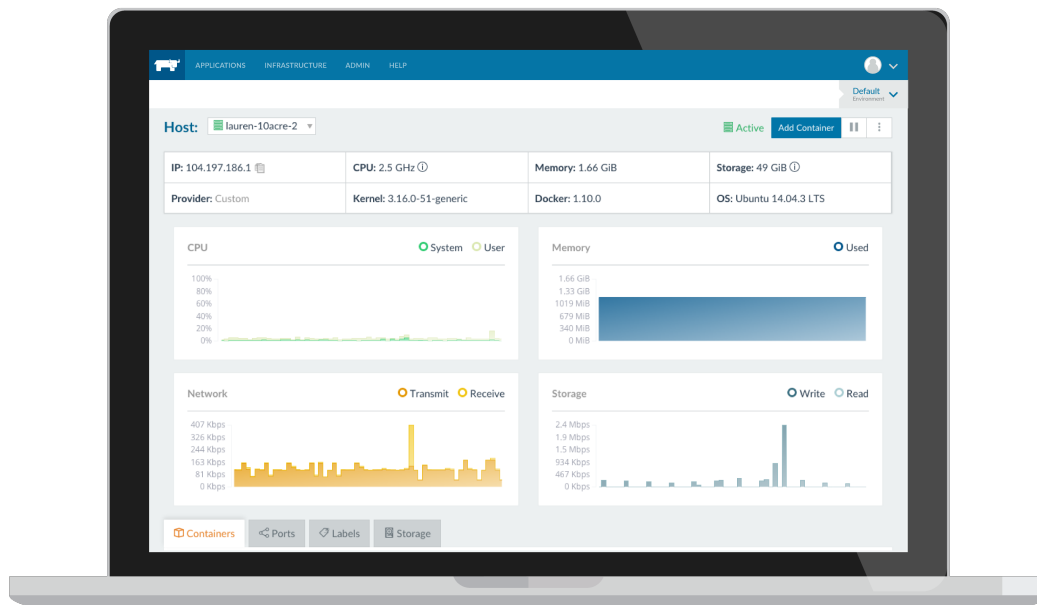 APPLICATIONS INFRASTRUCTURE ADMIN HELP
Default
Environment
Host: lauren-10acre-2 Active Add Container
IP: 104.197.186.1 CPU: 2.5 GHz Memory: 1.66 GiB Storage: 49 GiB
Provider: Custom Kernel: 3.16.0-51-generic Docker: 1.10.0 OS: Ubuntu 14.04.3 LTS
CPU System User
100%
80%
60%
40%
20%
0%
Memory Used
1.66 GiB
1.33 GiB
1019 MiB
679 MiB
340 MiB
0 MiB
Network Transmit Receive
407 Kbps
326 Kbps
244 Kbps
163 Kbps
81 Kbps
0 Kbps
Storage Write Read
2.4 Mbps
1.9 Mbps
1.5 Mbps
934 Kbps
467 Kbps
0 Kbps
Containers Ports Labels Storage